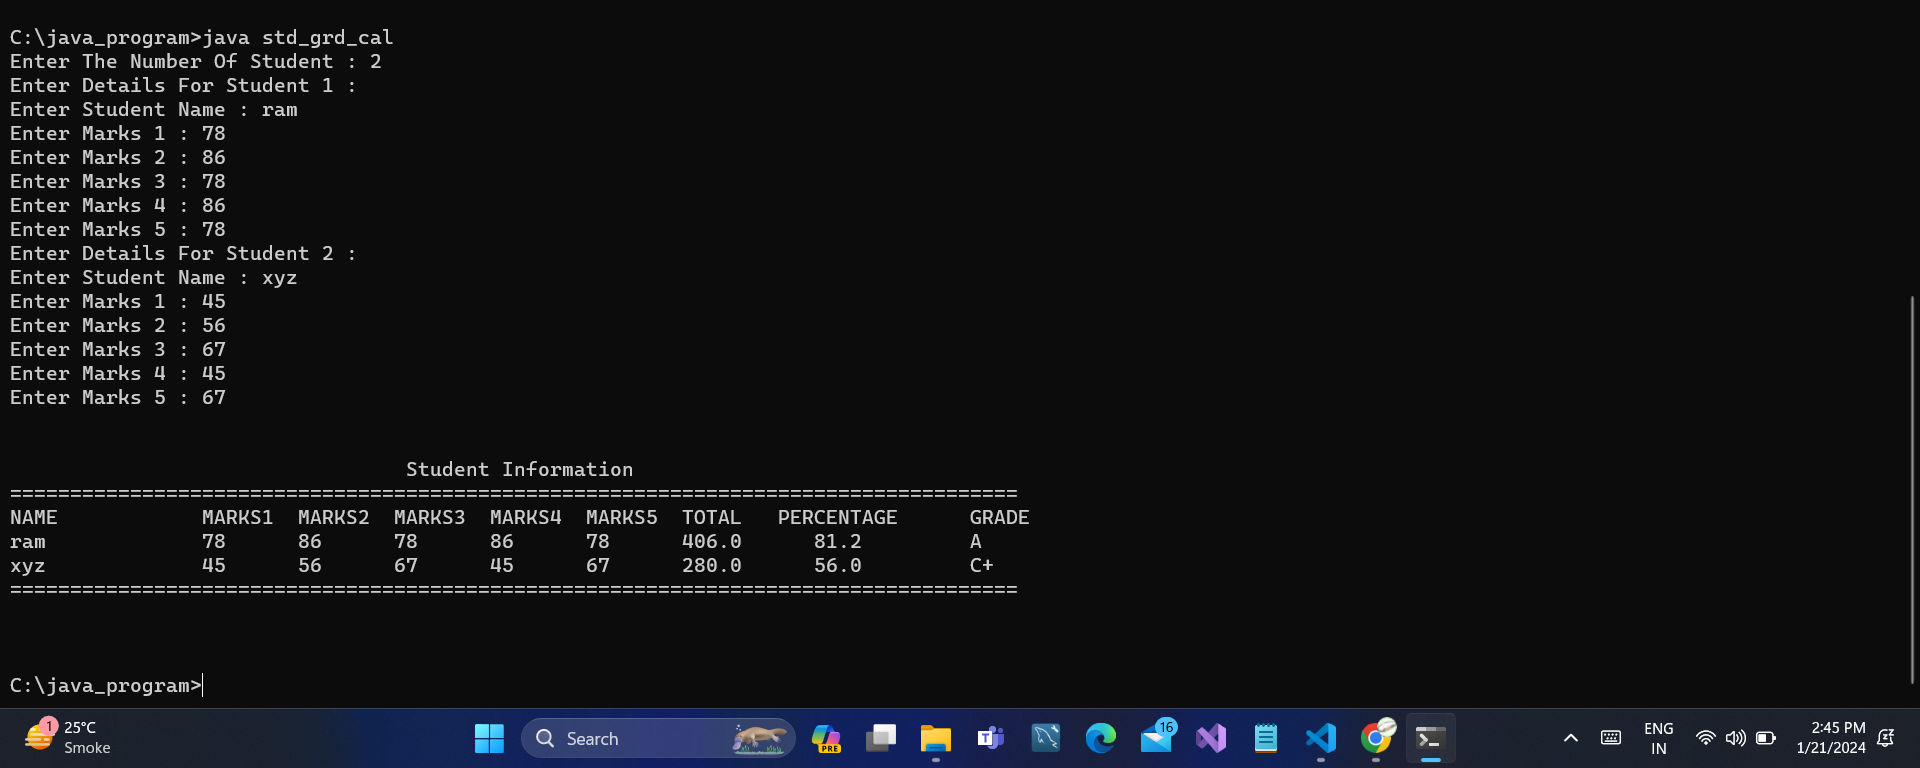 C:\java_program>java std_grd_cal
Enter The Number Of Student : 2
Enter Details For Student 1 :
Enter Student Name : ram
Enter Marks 1 : 78
Enter Marks 2 : 86
Enter Marks 3 : 78
Enter Marks 4 : 86
Enter Marks 5 : 78
Enter Details For Student 2 :
Enter Student Name : xyz
Enter Marks 1 : 45
Enter Marks 2 : 56
Enter Marks 3 : 67
Enter Marks 4 : 45
Enter Marks 5 : 67
Student Information
====================================================================================
NAME            MARKS1  MARKS2  MARKS3  MARKS4  MARKS5  TOTAL   PERCENTAGE      GRADE
ram             78      86      78      86      78      406.0      81.2         A
xyz             45      56      67      45      67      280.0      56.0         C+
====================================================================================
C:\java_program>
1
25°C
Smoke
Search
PRE
T
16
ENG
IN
2:45 PM
1/21/2024